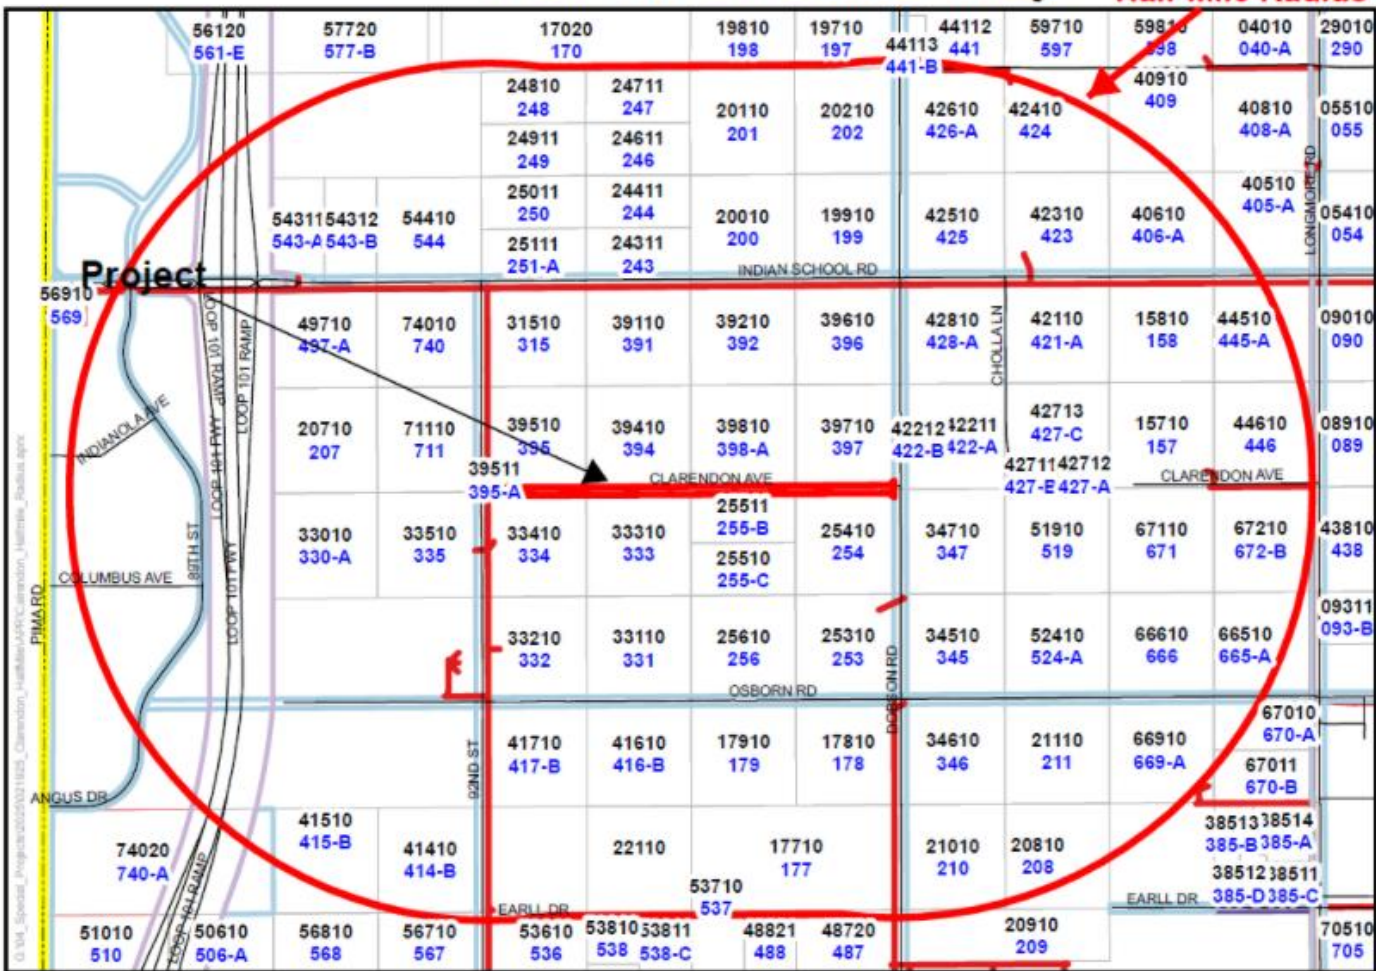 Half-Mile Radius
56120 57720 17020 19810 19710 44112 59710 59810 04010 29010
561-E 577-B 170 198 197 441 597 598 040-A 290
44113
441-B
24810 24711 20110 20210 42610 42410 40910 40810 05510
248 247 201 202 426-A 424 409 408-A 055
24911 24611
249 246
LONGMORE RD
25011 24411 40510
250 244 405-A
54311 54312 54410 20010 19910 42510 42310 40610 05410
543-A 543-B 544 200 199 425 423 406-A 054
25111 24311
251-A 243
Project
INDIAN SCHOOL RD
56910
569
49710 74010 31510 39110 39210 39610 42810 42110 15810 44510 09010
497-A 740 315 391 392 396 428-A 421-A 158 445-A 090
LOOP 101 RAMP
LOOP 101 RAMP
CHOLLA LN
INDIANOLA AVE
20710 71110 39510 39410 39810 39710 42212 42211 42713 15710 44610 08910
207 711 395 394 398-A 397 422-B 422-A 427-C 157 446 089
LOOP 101 FWY
39511 42711 42712
395-A 427-E 427-A
CLARENDON AVE CLARENDON AVE
25511
255-B
33010 33510 33410 33310 25410 34710 51910 67110 67210 43810
330-A 335 334 333 254 347 519 671 672-B 438
25510
255-C
89TH ST
COLUMBUS AVE
LOOP 101 FWY
PIMA RD
09311
093-B
33210 33110 25610 25310 34510 52410 66610 66510
332 331 256 253 345 524-A 666 665-A
DOBSON RD
OSBORN RD
67010
670-A
41710 41610 17910 17810 34610 21110 66910
417-B 416-B 179 178 346 211 669-A
67011
670-B
92ND ST
ANGUS DR
41510 38513 38514
415-B 385-B 385-A
74020 41410 22110 17710 21010 20810
740-A 414-B 177 210 208
38512 38511
385-D 385-C
LOOP 101 RAMP
53710
537
EARLL DR EARLL DR
51010 50610 56810 56710 53610 53810 53811 48821 48720 20910 70510
510 506-A 568 567 536 538 538-C 488 487 209 705